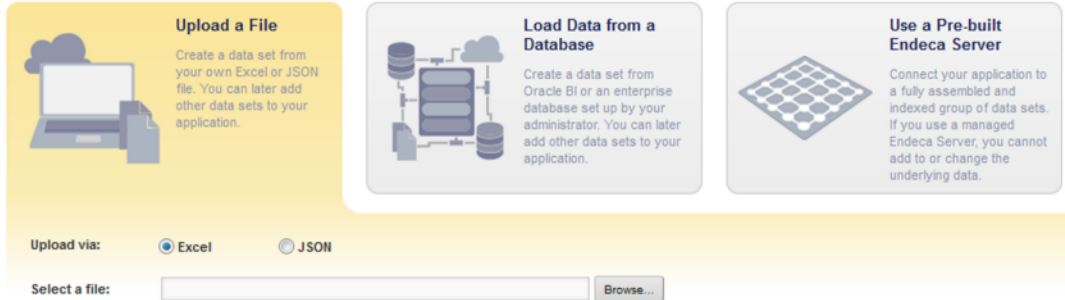 Upload a File
Create a data set from
your own Excel or JSON
file. You can later add
other data sets to your
application.
Load Data from a
Database
Create a data set from
Oracle BI or an enterprise
database set up by your
administrator. You can later
add other data sets to your
application.
Use a Pre-built
Endeca Server
Connect your application to
a fully assembled and
indexed group of data sets.
If you use a managed
Endeca Server, you cannot
add to or change the
underlying data.
Upload via:
Excel
JSON
Select a file:
Browse...